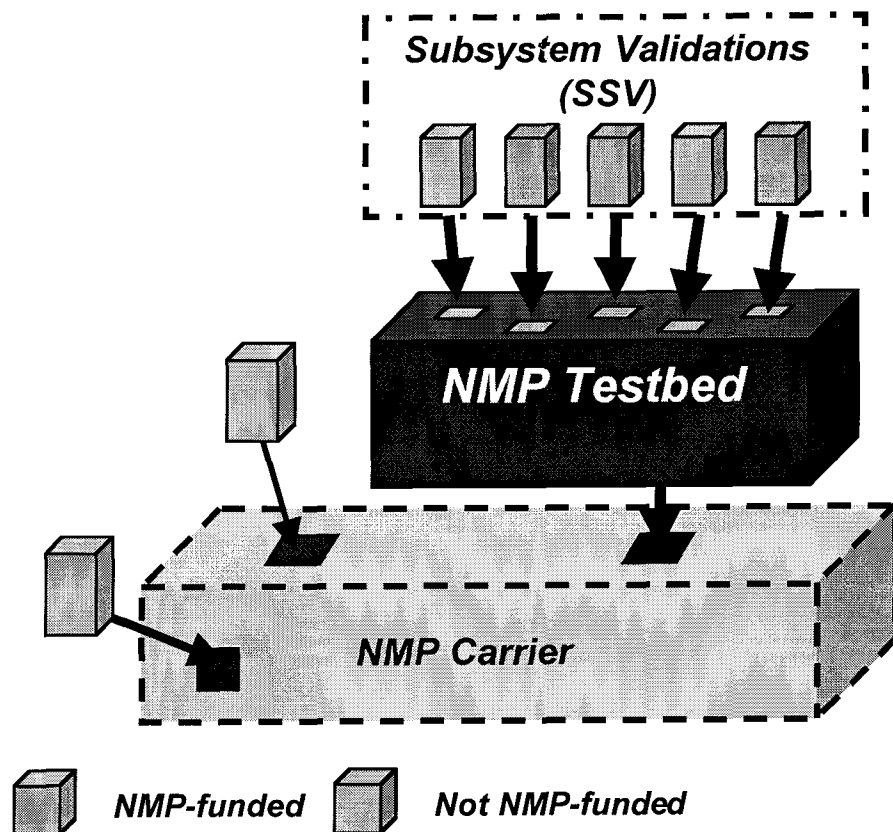 Subsystem Validations
(SSV)
NMP Testbed
NMP Carrier
NMP-funded
Not NMP-funded